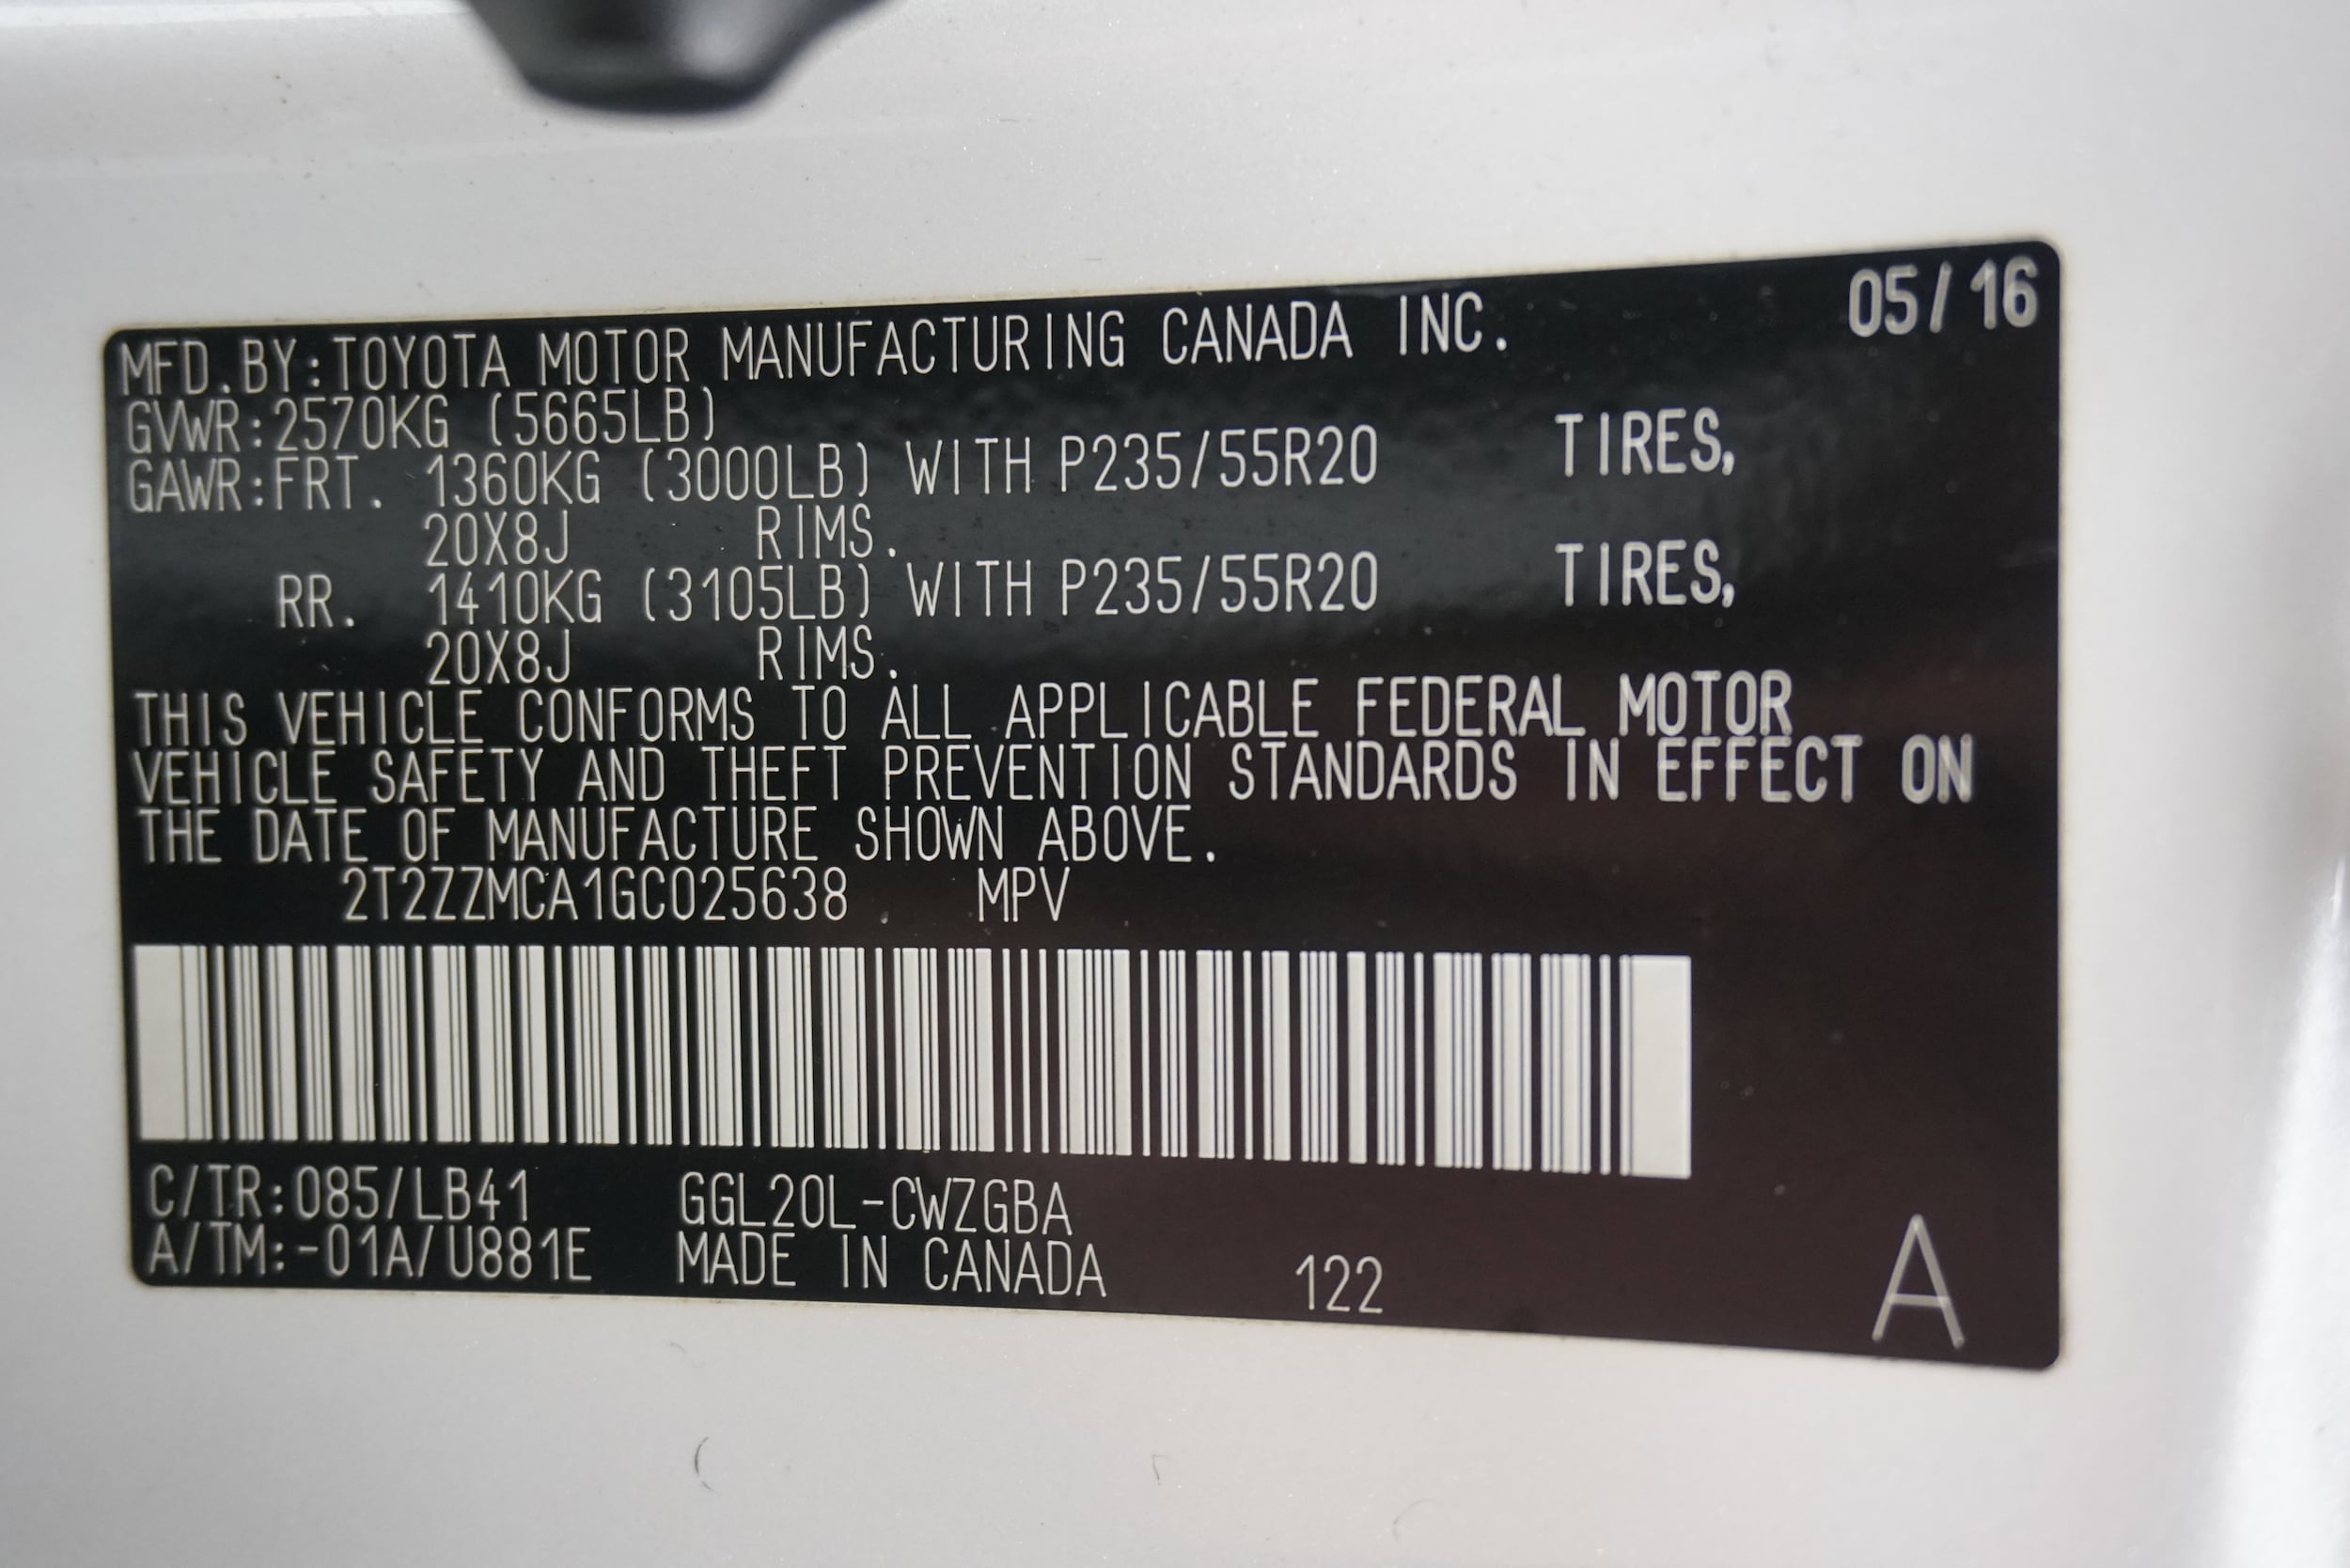 05/16
MFD.BY:TOYOTA MOTOR MANUFACTURING CANADA INC.
GVWR:2570KG (5665LB)
GAWR:FRT. 1360KG (3000LB) WITH P235/55R20 TIRES,
20X8J RIMS.
RR. 1410KG (3105LB) WITH P235/55R20 TIRES,
20X8J RIMS.
THIS VEHICLE CONFORMS TO ALL APPLICABLE FEDERAL MOTOR
VEHICLE SAFETY AND THEFT PREVENTION STANDARDS IN EFFECT ON
THE DATE OF MANUFACTURE SHOWN ABOVE.
2T2ZZMCA1GC025638 MPV
C/TR:085/LB41 GGL20L-CWZGBA
A/TM:-01A/U881E MADE IN CANADA 122
A